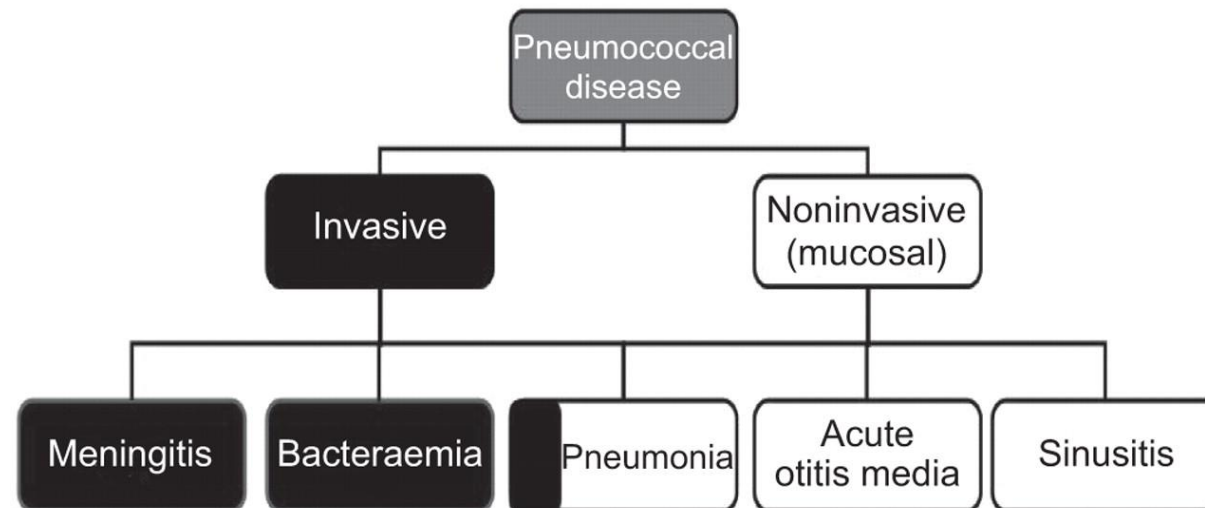 Pneumococcal
disease
Invasive
Noninvasive
(mucosal)
Meningitis
Bacteraemia
Pneumonia
Acute
otitis media
Sinusitis